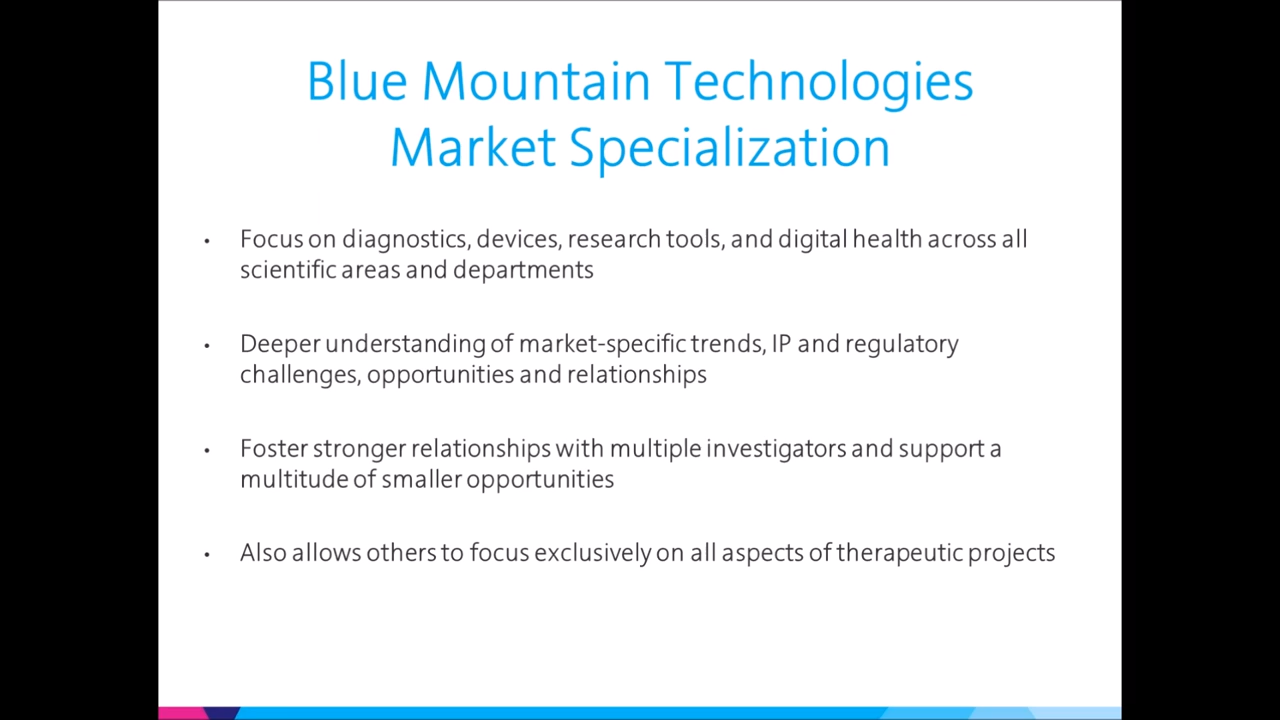 Blue Mountain Technologies
Market Specialization
• Focus on diagnostics, devices, research tools, and digital health across all
scientific areas and departments
• Deeper understanding of market-specific trends, IP and regulatory
challenges, opportunities and relationships
• Foster stronger relationships with multiple investigators and support a
multitude of smaller opportunities
• Also allows others to focus exclusively on all aspects of therapeutic projects